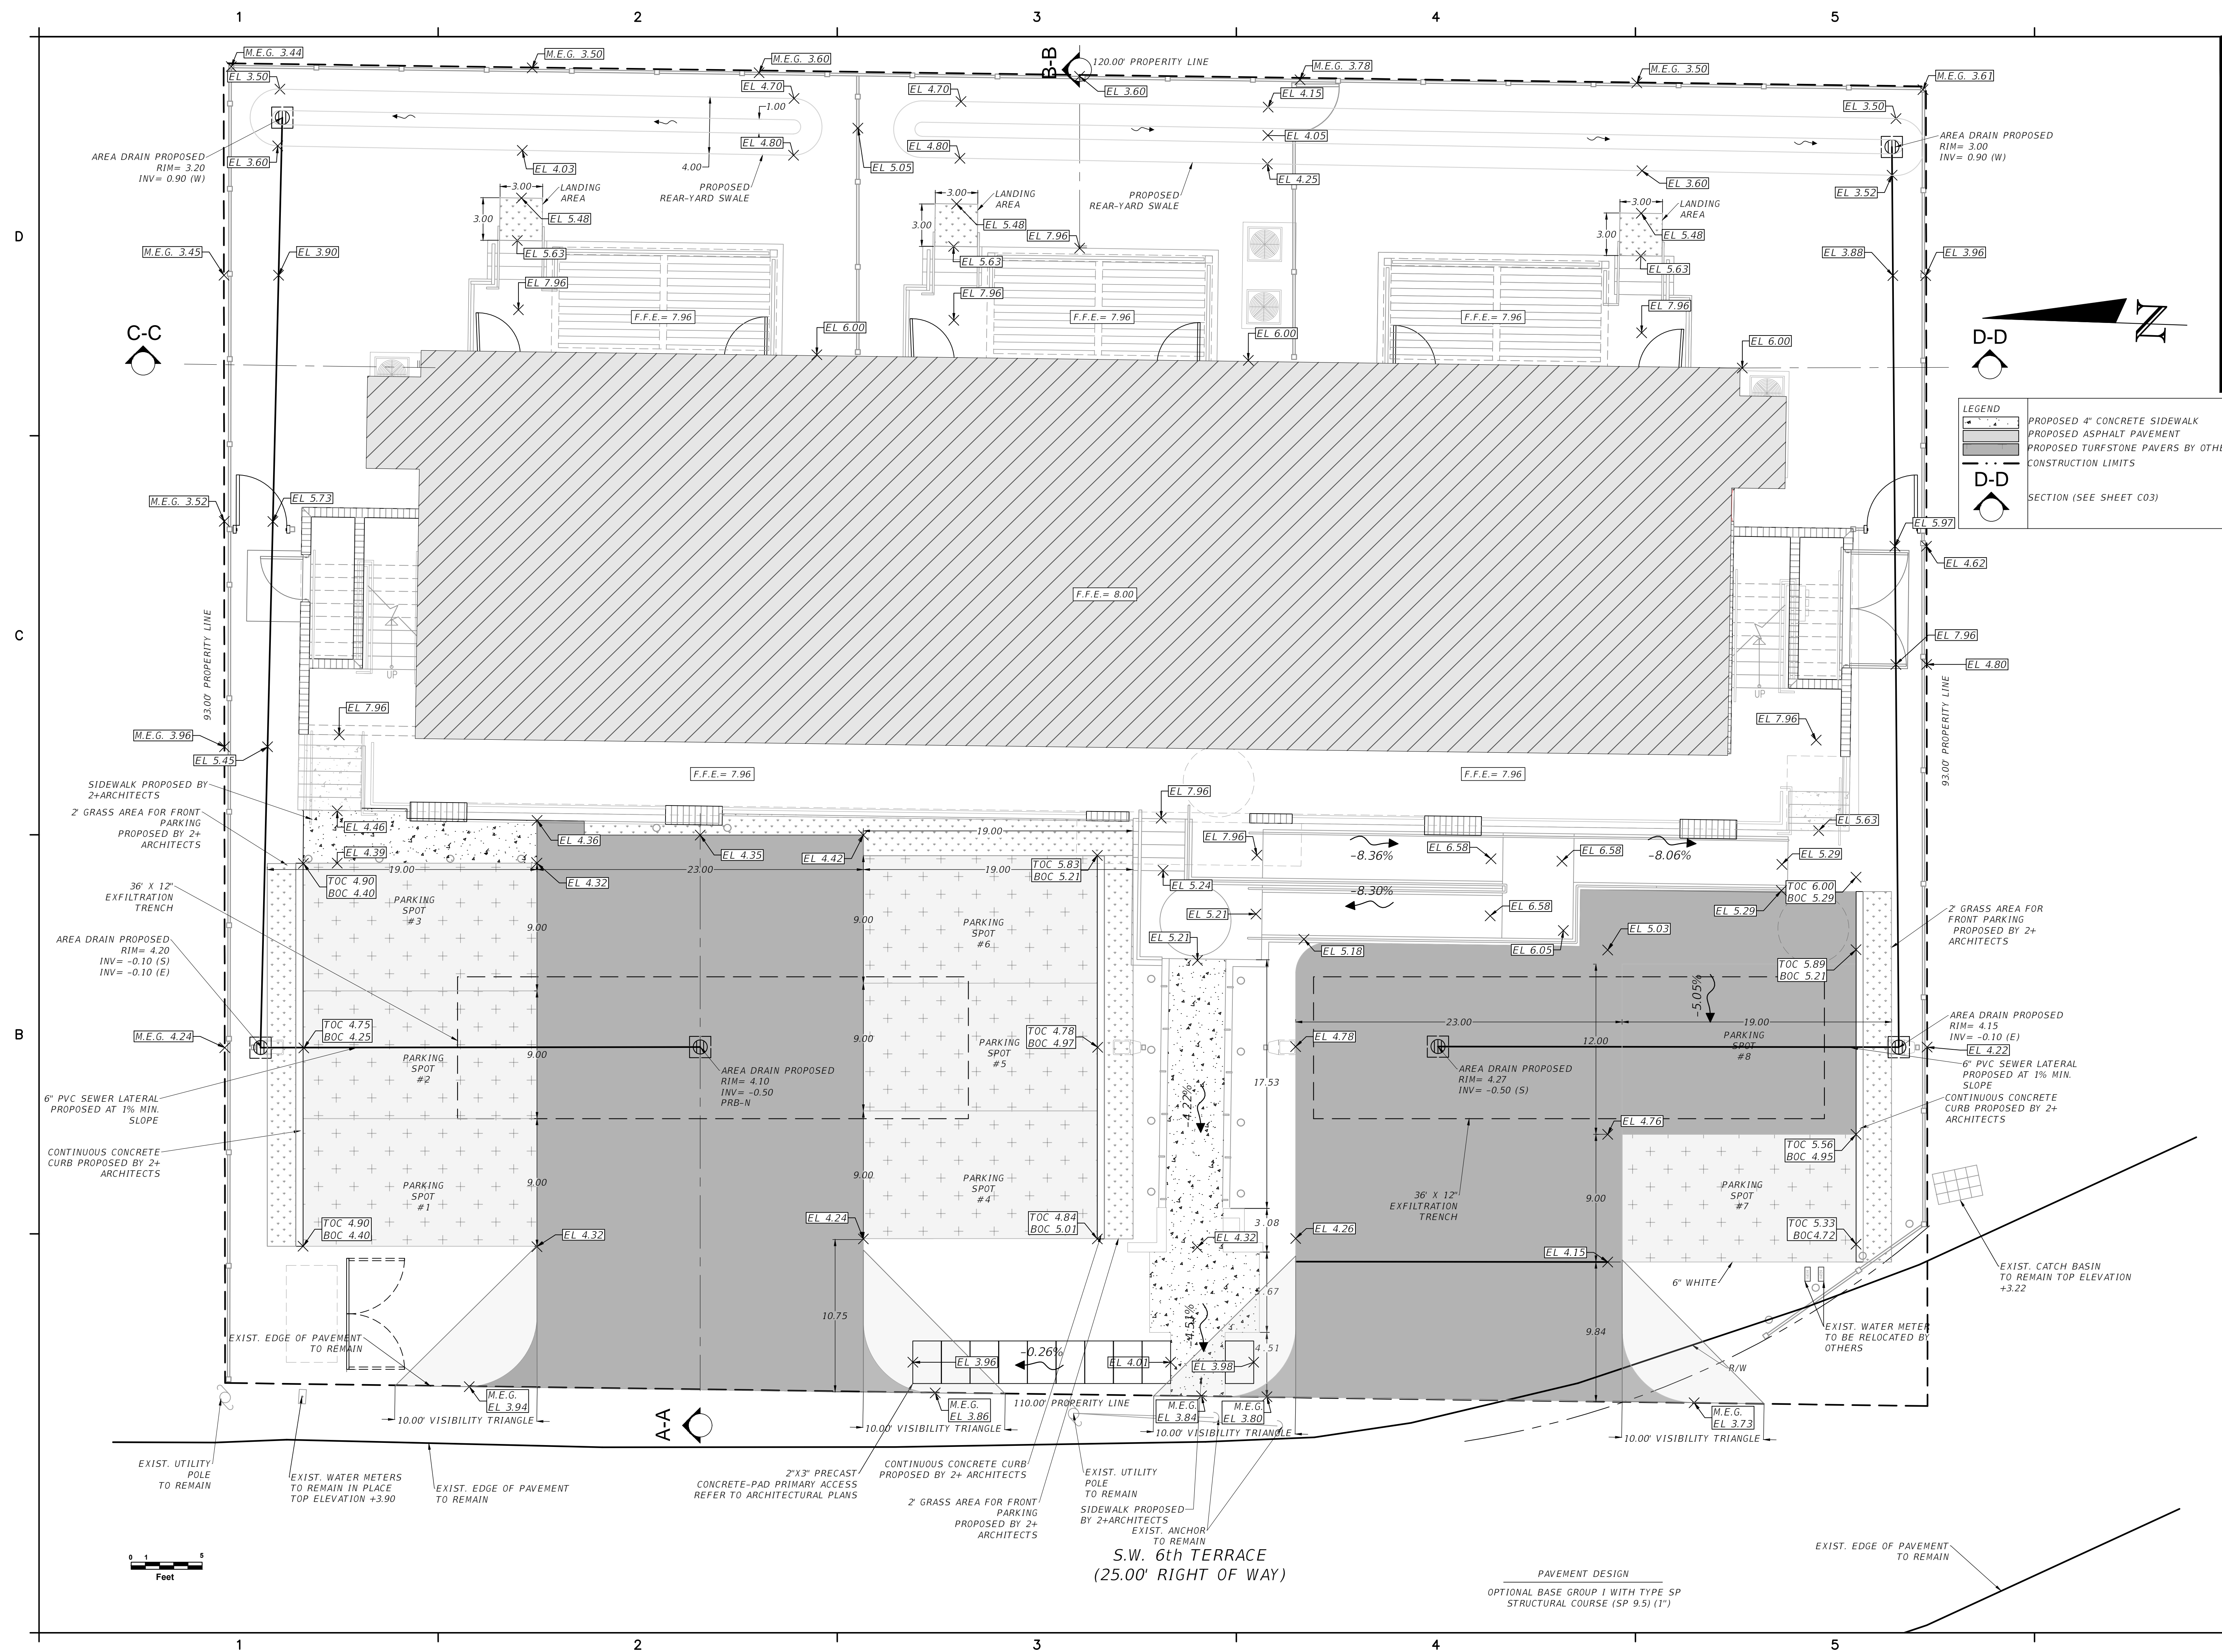 1
2
3
4
5
M.E.G. 3.44
M.E.G. 3.50
M.E.G. 3.60
B-B
120.00' PROPERITY LINE
M.E.G. 3.78
M.E.G. 3.50
M.E.G. 3.61
EL 3.50
EL 4.70
1.00
EL 4.70
EL 3.60
EL 4.15
EL 3.50
AREA DRAIN PROPOSED
RIM= 3.20
INV= 0.90 (W)
EL 3.60
EL 4.03
4.00
EL 4.80
EL 5.05
EL 4.80
EL 4.05
EL 4.25
EL 3.60
EL 3.52
AREA DRAIN PROPOSED
RIM= 3.00
INV= 0.90 (W)
PROPOSED
REAR-YARD SWALE
PROPOSED
REAR-YARD SWALE
3.00
3.00
LANDING
AREA
EL 5.48
EL 5.63
3.00
3.00
LANDING
AREA
EL 5.48
EL 5.63
EL 7.96
3.00
3.00
LANDING
AREA
EL 5.48
EL 5.63
D
M.E.G. 3.45
EL 3.90
EL 3.88
EL 3.96
EL 7.96
EL 7.96
EL 7.96
F.F.E.= 7.96
F.F.E.= 7.96
F.F.E.= 7.96
EL 6.00
EL 6.00
EL 6.00
C-C
N
D-D
LEGEND
PROPOSED 4" CONCRETE SIDEWALK
PROPOSED ASPHALT PAVEMENT
PROPOSED TURFSTONE PAVERS BY OTHE
CONSTRUCTION LIMITS
D-D
SECTION (SEE SHEET C03)
M.E.G. 3.52
EL 5.73
EL 5.97
EL 4.62
F.F.E.= 8.00
C
93.00' PROPERITY LINE
UP
UP
EL 7.96
EL 4.80
93.00' PROPERITY LINE
M.E.G. 3.96
EL 5.45
EL 7.96
EL 7.96
F.F.E.= 7.96
F.F.E.= 7.96
SIDEWALK PROPOSED BY
2+ARCHITECTS
2' GRASS AREA FOR FRONT
PARKING
PROPOSED BY 2+
ARCHITECTS
EL 4.46
EL 4.39
EL 4.36
EL 4.35
EL 4.42
EL 4.32
19.00
19.00
23.00
19.00
EL 7.96
EL 7.96
EL 5.24
EL 5.21
EL 5.21
-8.36%
-8.30%
-8.06%
EL 6.58
EL 6.58
EL 6.58
EL 6.05
EL 5.18
EL 5.03
EL 5.63
EL 5.29
EL 5.29
TOC 6.00
BOC 5.29
TOC 5.89
BOC 5.21
TOC 5.83
BOC 5.21
TOC 4.90
BOC 4.40
36' X 12"
EXFILTRATION
TRENCH
AREA DRAIN PROPOSED
RIM= 4.20
INV= -0.10 (S)
INV= -0.10 (E)
PARKING
SPOT
#3
9.00
9.00
PARKING
SPOT
#6
2' GRASS AREA FOR
FRONT PARKING
PROPOSED BY 2+
ARCHITECTS
-5.05%
B
M.E.G. 4.24
TOC 4.75
BOC 4.25
PARKING
SPOT
#2
9.00
9.00
PARKING
SPOT
#5
TOC 4.78
BOC 4.97
EL 4.78
23.00
19.00
12.00
PARKING
SPOT
#8
AREA DRAIN PROPOSED
RIM= 4.15
INV= -0.10 (E)
EL 4.22
AREA DRAIN PROPOSED
RIM= 4.10
INV= -0.50
PRB-N
AREA DRAIN PROPOSED
RIM= 4.27
INV= -0.50 (S)
17.53
-4.22%
6" PVC SEWER LATERAL
PROPOSED AT 1% MIN.
SLOPE
6" PVC SEWER LATERAL
PROPOSED AT 1% MIN.
SLOPE
CONTINUOUS CONCRETE
CURB PROPOSED BY 2+
ARCHITECTS
CONTINUOUS CONCRETE
CURB PROPOSED BY 2+
ARCHITECTS
EL 4.76
TOC 5.56
BOC 4.95
PARKING
SPOT
#1
9.00
9.00
PARKING
SPOT
#4
36' X 12"
EXFILTRATION
TRENCH
9.00
PARKING
SPOT
#7
TOC 4.90
BOC 4.40
EL 4.32
EL 4.24
TOC 4.84
BOC 5.01
3.08
EL 4.32
EL 4.26
EL 4.15
TOC 5.33
BOC4.72
6" WHITE
EXIST. CATCH BASIN
TO REMAIN TOP ELEVATION
+3.22
10.75
5.67
-4.51%
4.51
9.84
EXIST. EDGE OF PAVEMENT
TO REMAIN
-0.26%
EL 3.96
EL 4.01
EL 3.98
R/W
EXIST. WATER METER
TO BE RELOCATED BY
OTHERS
M.E.G.
EL 3.94
M.E.G.
EL 3.86
M.E.G.
EL 3.84
M.E.G.
EL 3.80
M.E.G.
EL 3.73
110.00' PROPERITY LINE
10.00' VISIBILITY TRIANGLE
10.00' VISIBILITY TRIANGLE
10.00' VISIBILITY TRIANGLE
10.00' VISIBILITY TRIANGLE
A-A
EXIST. UTILITY
POLE
TO REMAIN
EXIST. WATER METERS
TO REMAIN IN PLACE
TOP ELEVATION +3.90
EXIST. EDGE OF PAVEMENT
TO REMAIN
2"X3" PRECAST
CONCRETE-PAD PRIMARY ACCESS
REFER TO ARCHITECTURAL PLANS
CONTINUOUS CONCRETE CURB
PROPOSED BY 2+ ARCHITECTS
2' GRASS AREA FOR FRONT
PARKING
PROPOSED BY 2+
ARCHITECTS
EXIST. UTILITY
POLE
TO REMAIN
SIDEWALK PROPOSED
BY 2+ARCHITECTS
EXIST. ANCHOR
TO REMAIN
S.W. 6th TERRACE
(25.00' RIGHT OF WAY)
EXIST. EDGE OF PAVEMENT
TO REMAIN
PAVEMENT DESIGN
OPTIONAL BASE GROUP I WITH TYPE SP
STRUCTURAL COURSE (SP 9.5) (1")
0 1 5
Feet
1
2
3
4
5